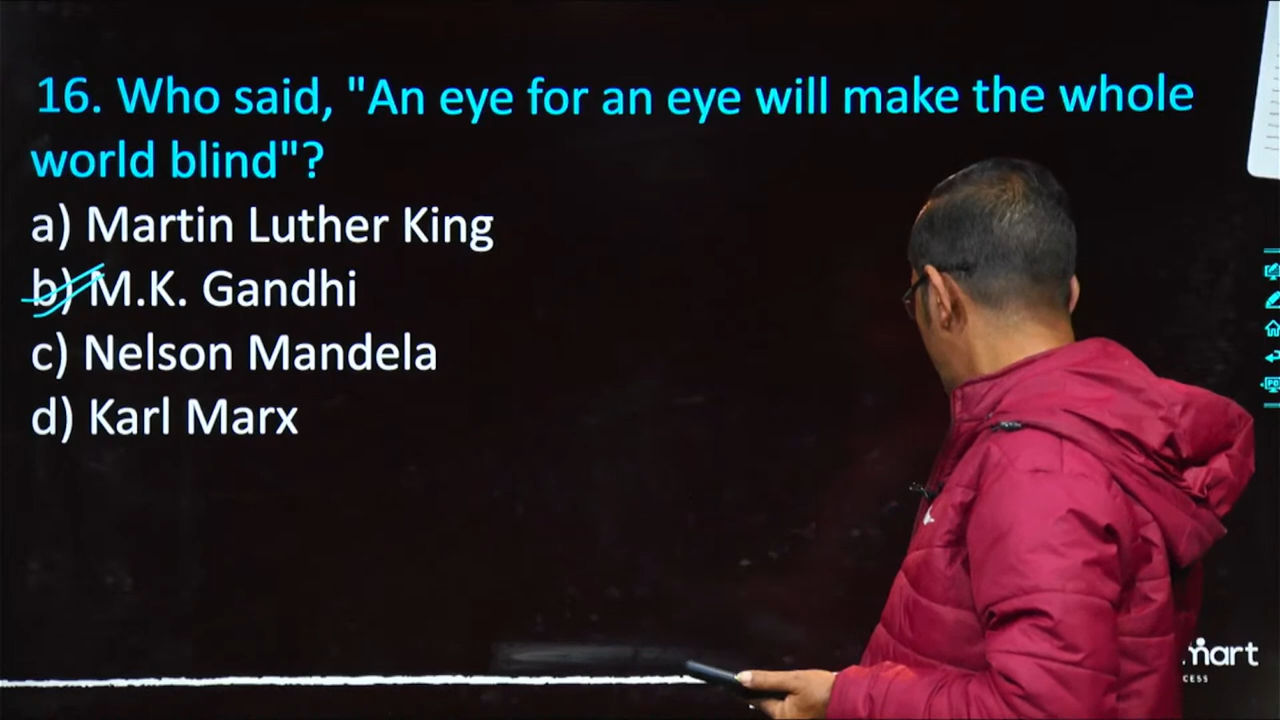 16. Who said, "An eye for an eye will make the whole
world blind"?
a) Martin Luther King
b) M.K. Gandhi
c) Nelson Mandela
d) Karl Marx